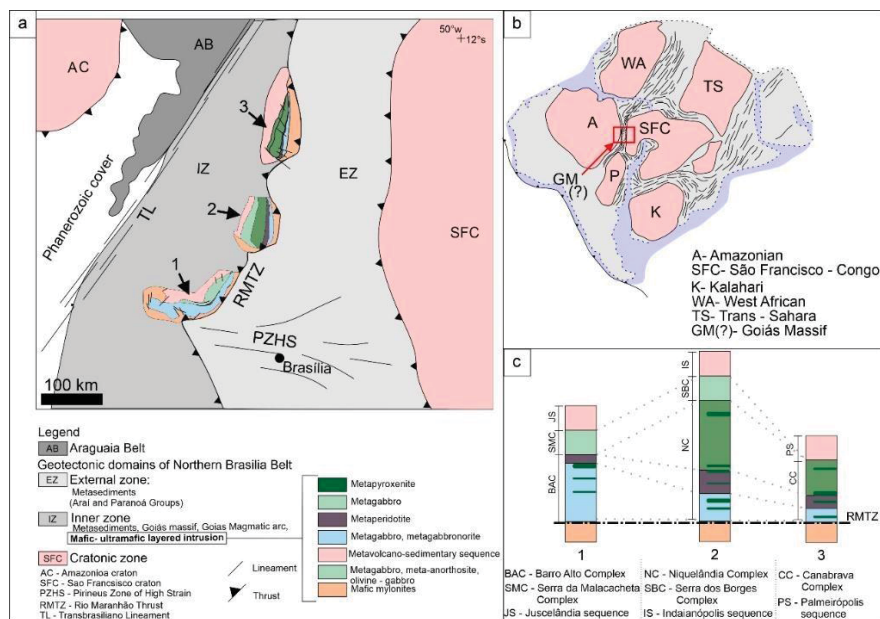 a
AB
AC
50°w
12°s
3
IZ
EZ
Phanerozoic cover
TL
2
SFC
1
RMTZ
PZHS
Brasília
100 km
Legend
AB Araguaia Belt
Geotectonic domains of Northern Brasilia Belt
EZ External zone:
Metasediments
(Araí and Paranoá Groups)
IZ Inner zone
Metasediments, Goiás massif, Goias Magmatic arc,
Mafic- ultramafic layered intrusion
SFC Cratonic zone
AC - Amazonioa craton
SFC - Sao Franscisco craton
PZHS - Pirineus Zone of High Strain
RMTZ - Rio Maranhão Thrust
TL - Transbrasiliano Lineament
Lineament
Thrust
Metapyroxenite
Metagabbro
Metaperidotite
Metagabbro, metagabbronorite
Metavolcano-sedimentary sequence
Metagabbro, meta-anorthosite,
olivine - gabbro
Mafic mylonites
b
WA
TS
A
SFC
GM
(?)
P
K
A- Amazonian
SFC- São Francisco - Congo
K- Kalahari
WA- West African
TS- Trans - Sahara
GM(?)- Goiás Massif
c
IS
SBC
NC
JS
SMC
BAC
PS
CC
RMTZ
1
2
3
BAC - Barro Alto Complex
SMC - Serra da Malacacheta
Complex
JS - Juscelândia sequence
NC - Niquelândia Complex
SBC - Serra dos Borges
Complex
IS - Indaianópolis sequence
CC - Canabrava
Complex
PS - Palmeirópolis sequence